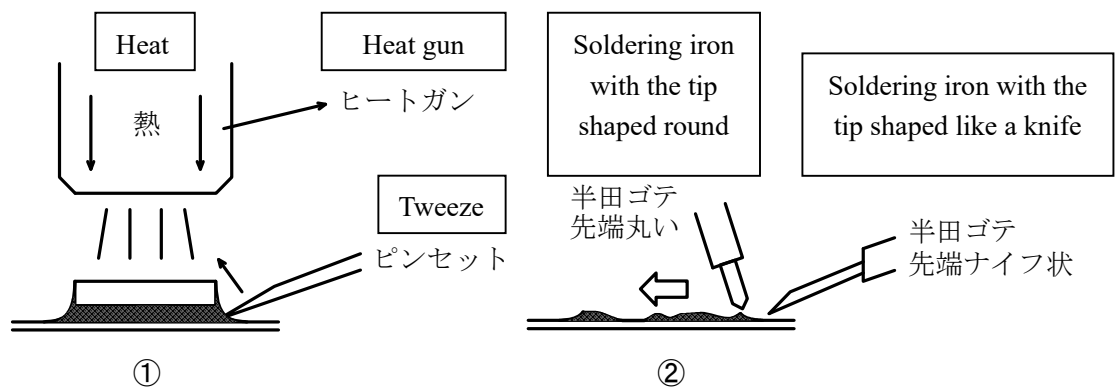 Heat
Heat gun
ヒートガン
熱
Tweeze
ピンセット
①
Soldering iron
with the tip
shaped round
Soldering iron with the
tip shaped like a knife
半田ゴテ
先端丸い
半田ゴテ
先端ナイフ状
②